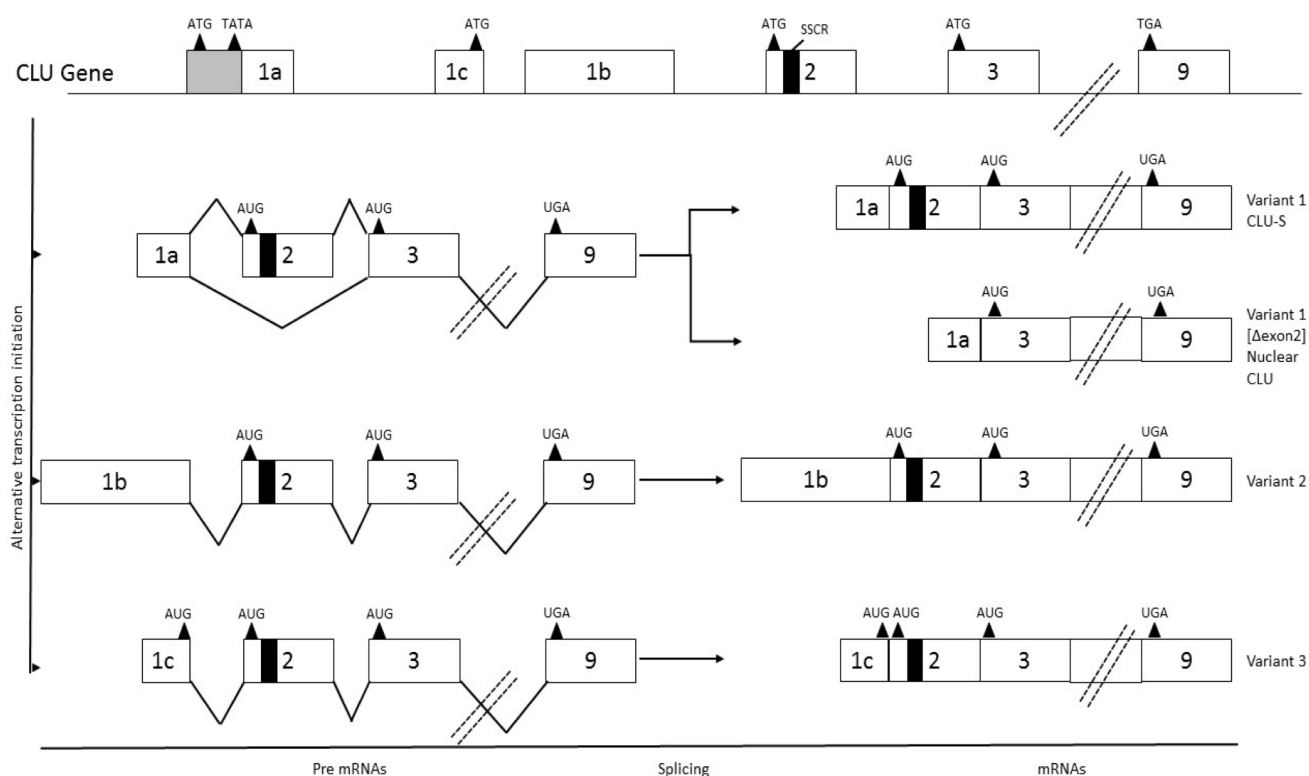 ATG TATA ATG ATG SSCR ATG TGA
CLU Gene 1a 1c 1b 2 3 9
AUG AUG UGA
1a 2 3 9
Variant 1
CLU-S
AUG AUG UGA
1a 2 3 9
AUG UGA
1a 3 9
Variant 1
[Δexon2]
Nuclear
CLU
Alternative transcription initiation
AUG AUG UGA
1b 2 3 9
AUG AUG UGA
1b 2 3 9
Variant 2
AUG AUG AUG UGA
1c 2 3 9
AUG AUG AUG UGA
1c 2 3 9
Variant 3
Pre mRNAs Splicing mRNAs